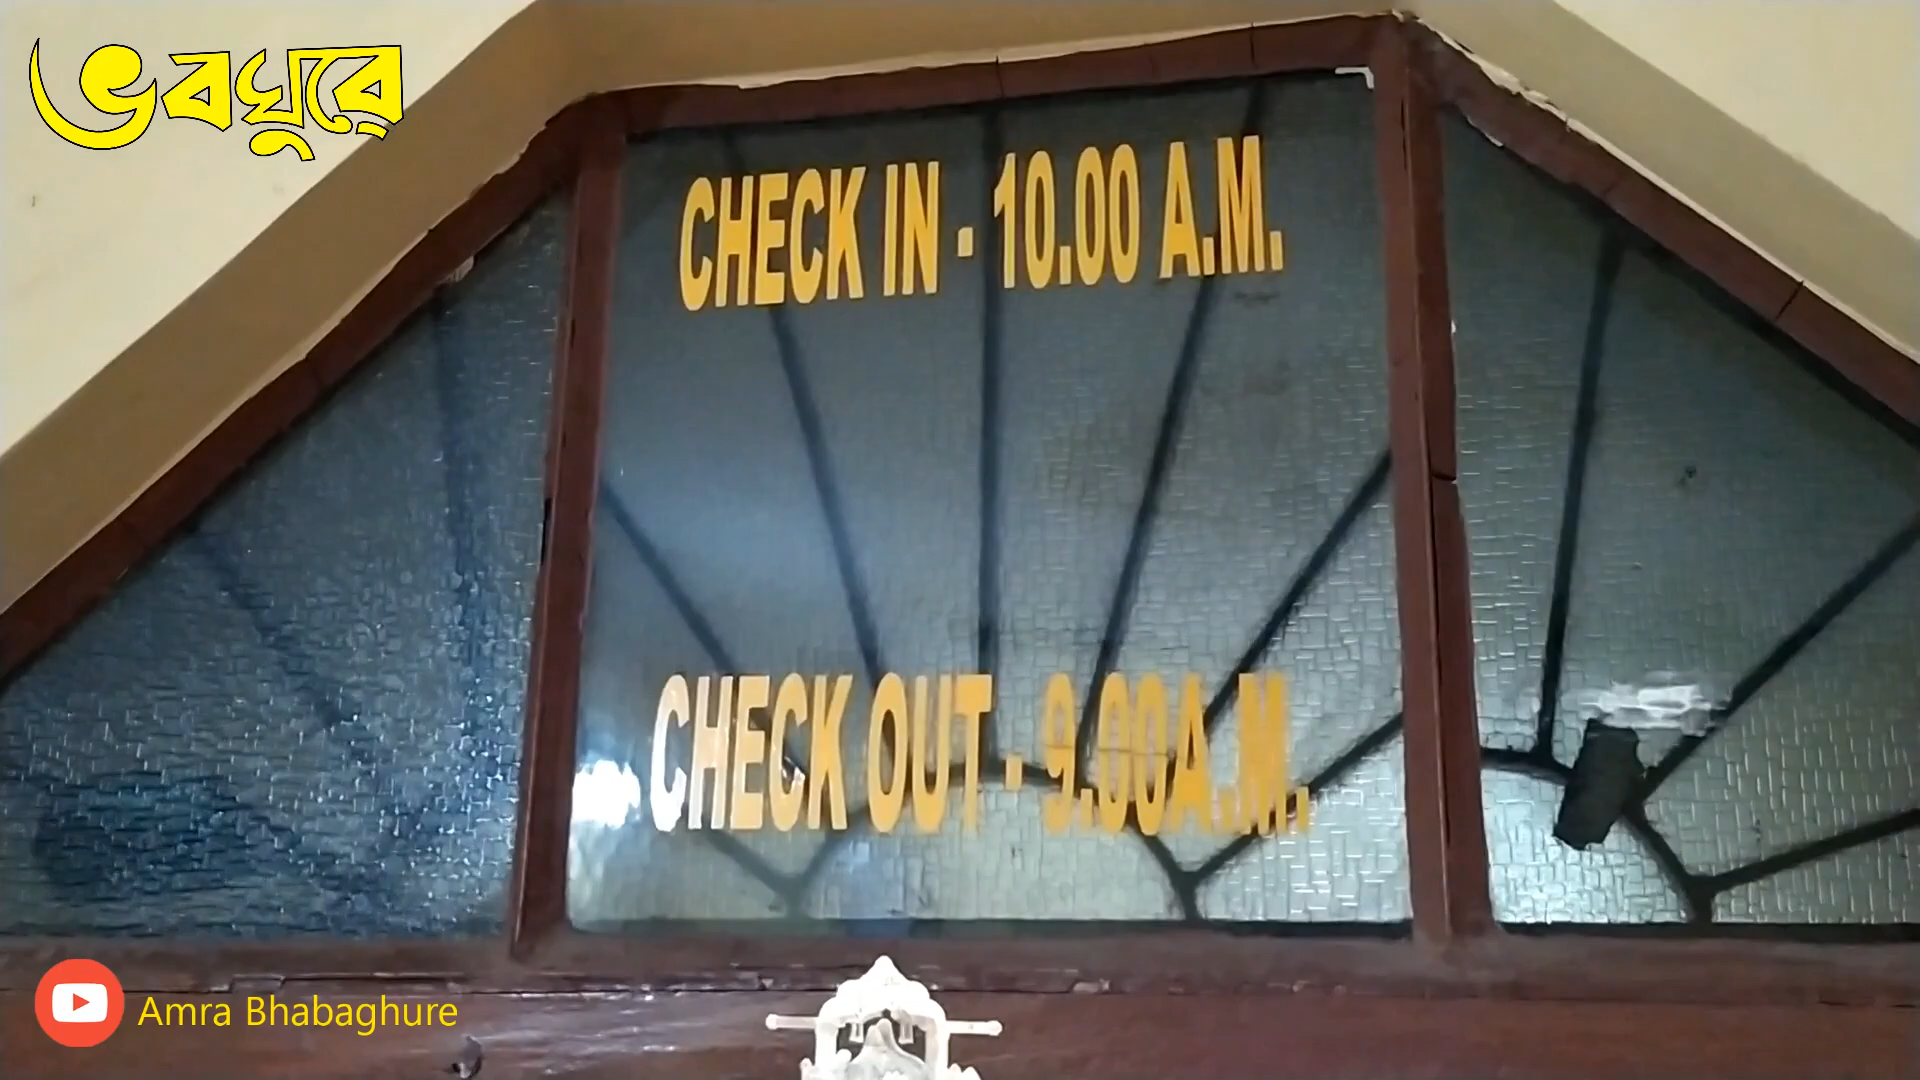 ভবঘুরে
CHECK IN - 10.00 A.M.
CHECK OUT - 9.00A.M.
Amra Bhabaghure